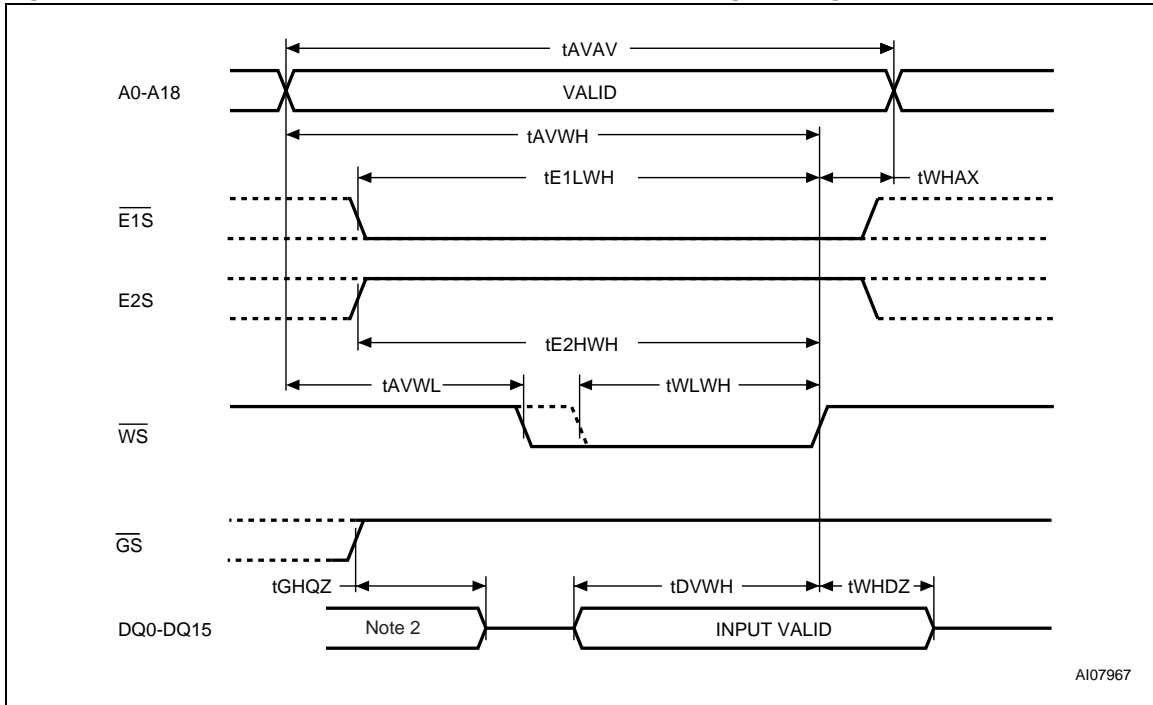 tAVAV
A0-A18
VALID
tAVWH
tE1LWH
tWHAX
E1S
E2S
tE2HWH
tAVWL
tWLWH
WS
GS
tGHQZ
tDVWH
tWHDZ
DQ0-DQ15
Note 2
INPUT VALID
AI07967